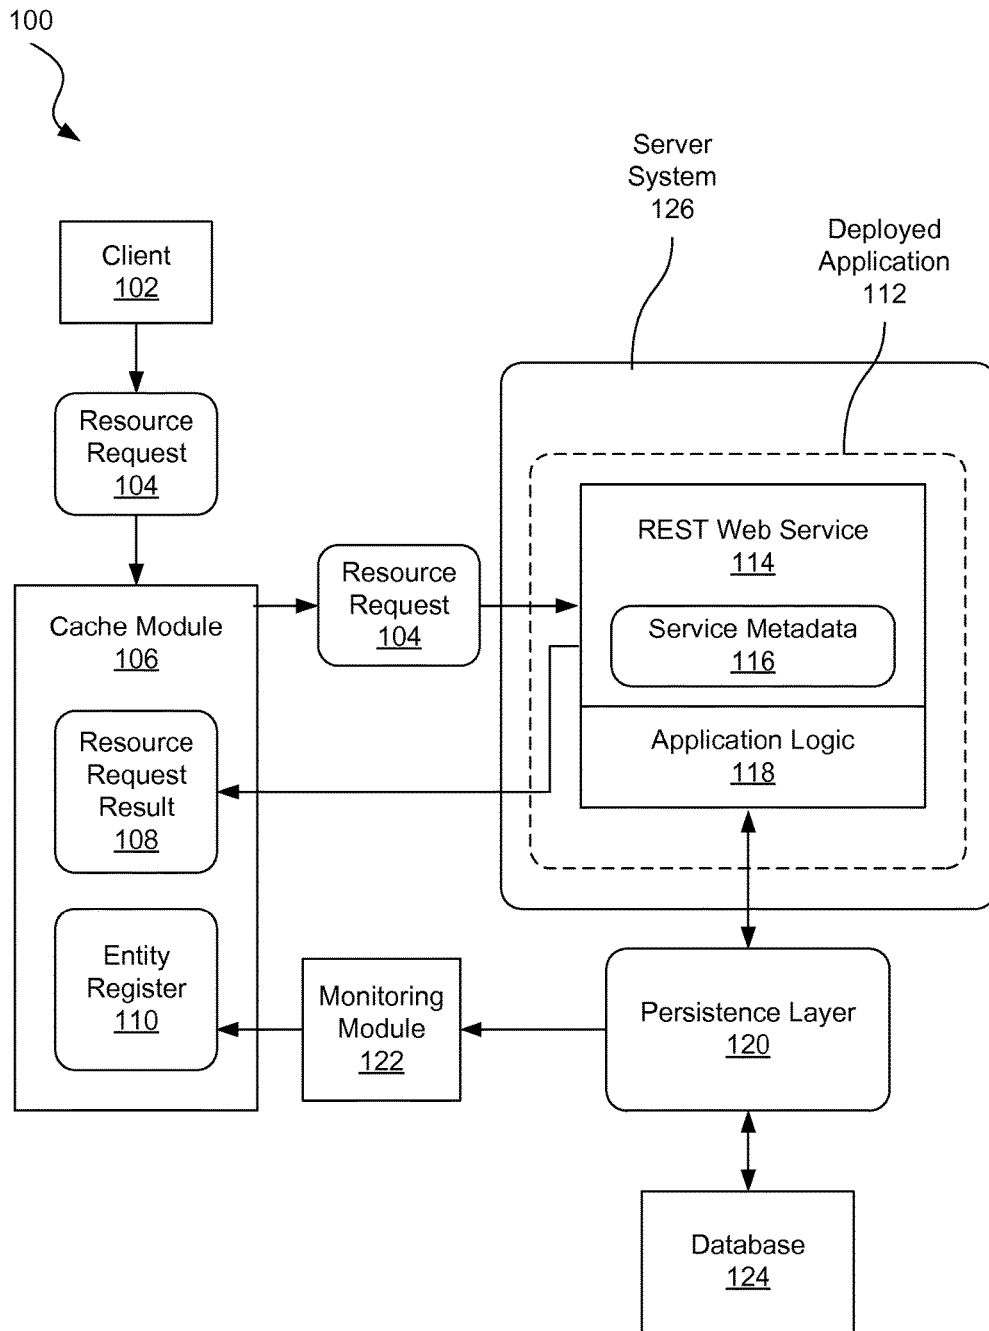 100
Server
System
126
Deployed
Application
112
Client
102
Resource
Request
104
Resource
Request
104
REST Web Service
114
Service Metadata
116
Application Logic
118
Cache Module
106
Resource
Request
Result
108
Entity
Register
110
Monitoring
Module
122
Persistence Layer
120
Database
124